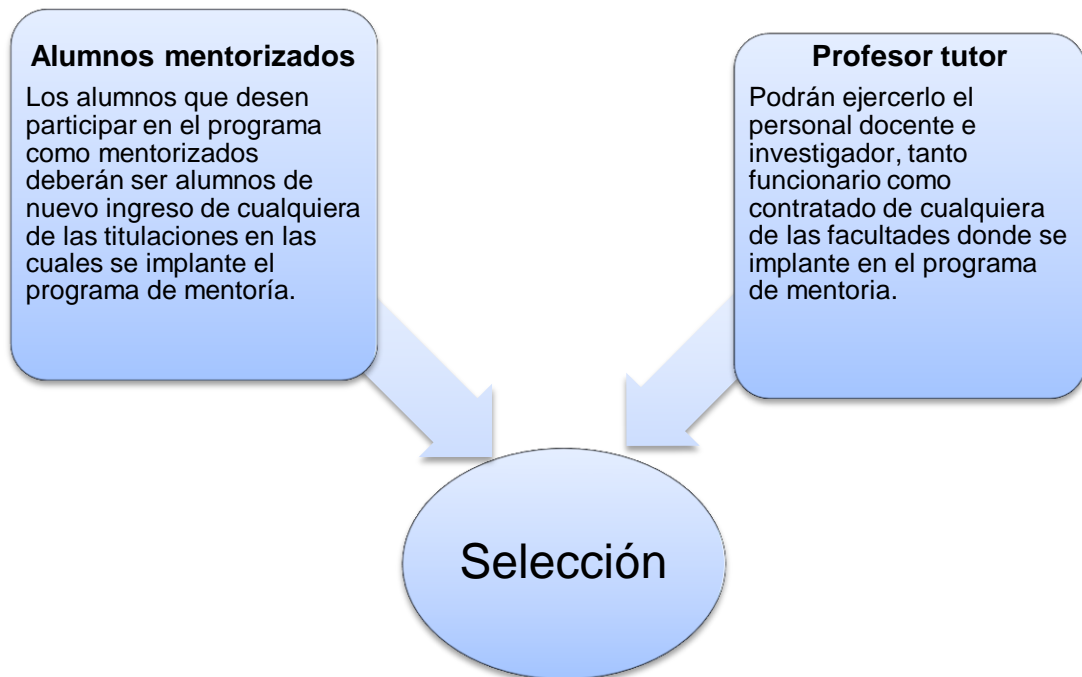 Alumnos mentorizados
Los alumnos que desen
participar en el programa
como mentorizados
deberán ser alumnos de
nuevo ingreso de cualquiera
de las titulaciones en las
cuales se implante el
programa de mentoría.
Profesor tutor
Podrán ejercerlo el
personal docente e
investigador, tanto
funcionario como
contratado de cualquiera
de las facultades donde se
implante en el programa
de mentoria.
Selección